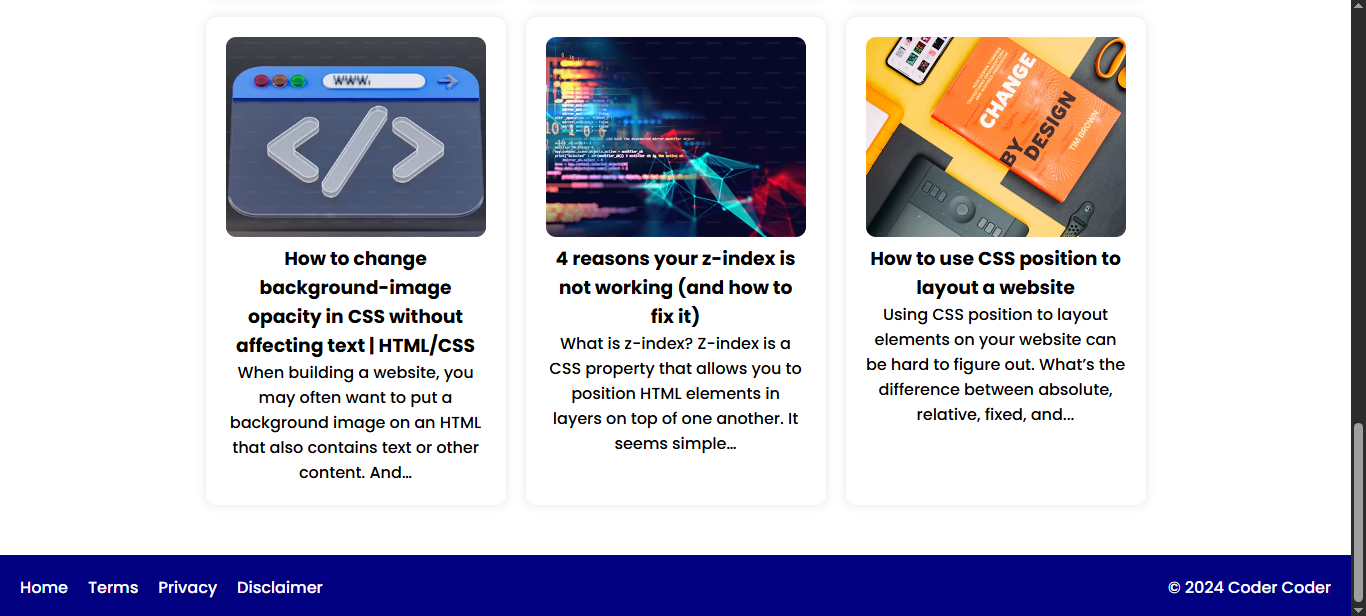 WWW.
10 100
CHANGE
BY
DESIGN
TIM BROWN
How to change
background-image
opacity in CSS without
affecting text | HTML/CSS
When building a website, you
may often want to put a
background image on an HTML
that also contains text or other
content. And...
4 reasons your z-index is
not working (and how to
fix it)
What is z-index? Z-index is a
CSS property that allows you to
position HTML elements in
layers on top of one another. It
seems simple...
How to use CSS position to
layout a website
Using CSS position to layout
elements on your website can
be hard to figure out. What’s the
difference between absolute,
relative, fixed, and...
Home Terms Privacy Disclaimer © 2024 Coder Coder